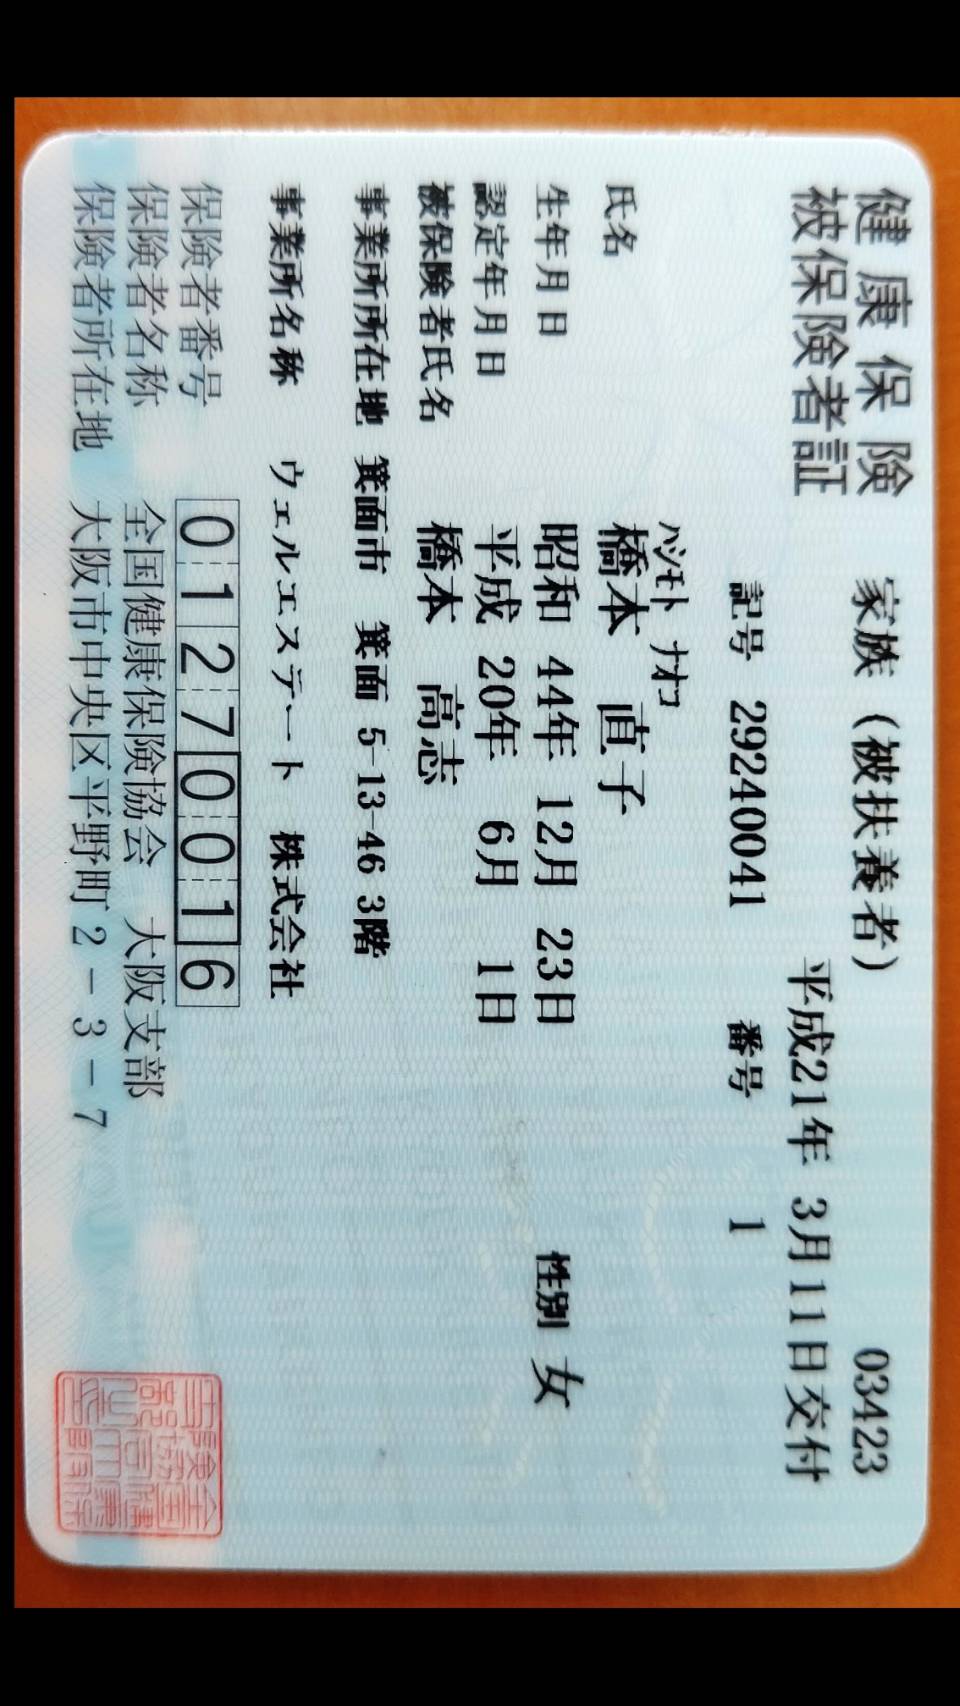 健康保険 家族（被扶養者） 03423
被保険者証 平成21年 3月11日交付
記号 29240041 番号 1
ﾊｼﾓﾄ ﾅｵｺ
氏名 橋本 直子
生年月日 昭和 44年 12月 23日 性別 女
認定年月日 平成 20年 6月 1日
被保険者氏名 橋本 高志
事業所所在地 箕面市 箕面 5-13-46 3階
事業所名称 ウェルエステート 株式会社
保険者番号 01270016
保険者名称 全国健康保険協会 大阪支部
保険者所在地 大阪市中央区平野町2－3－7